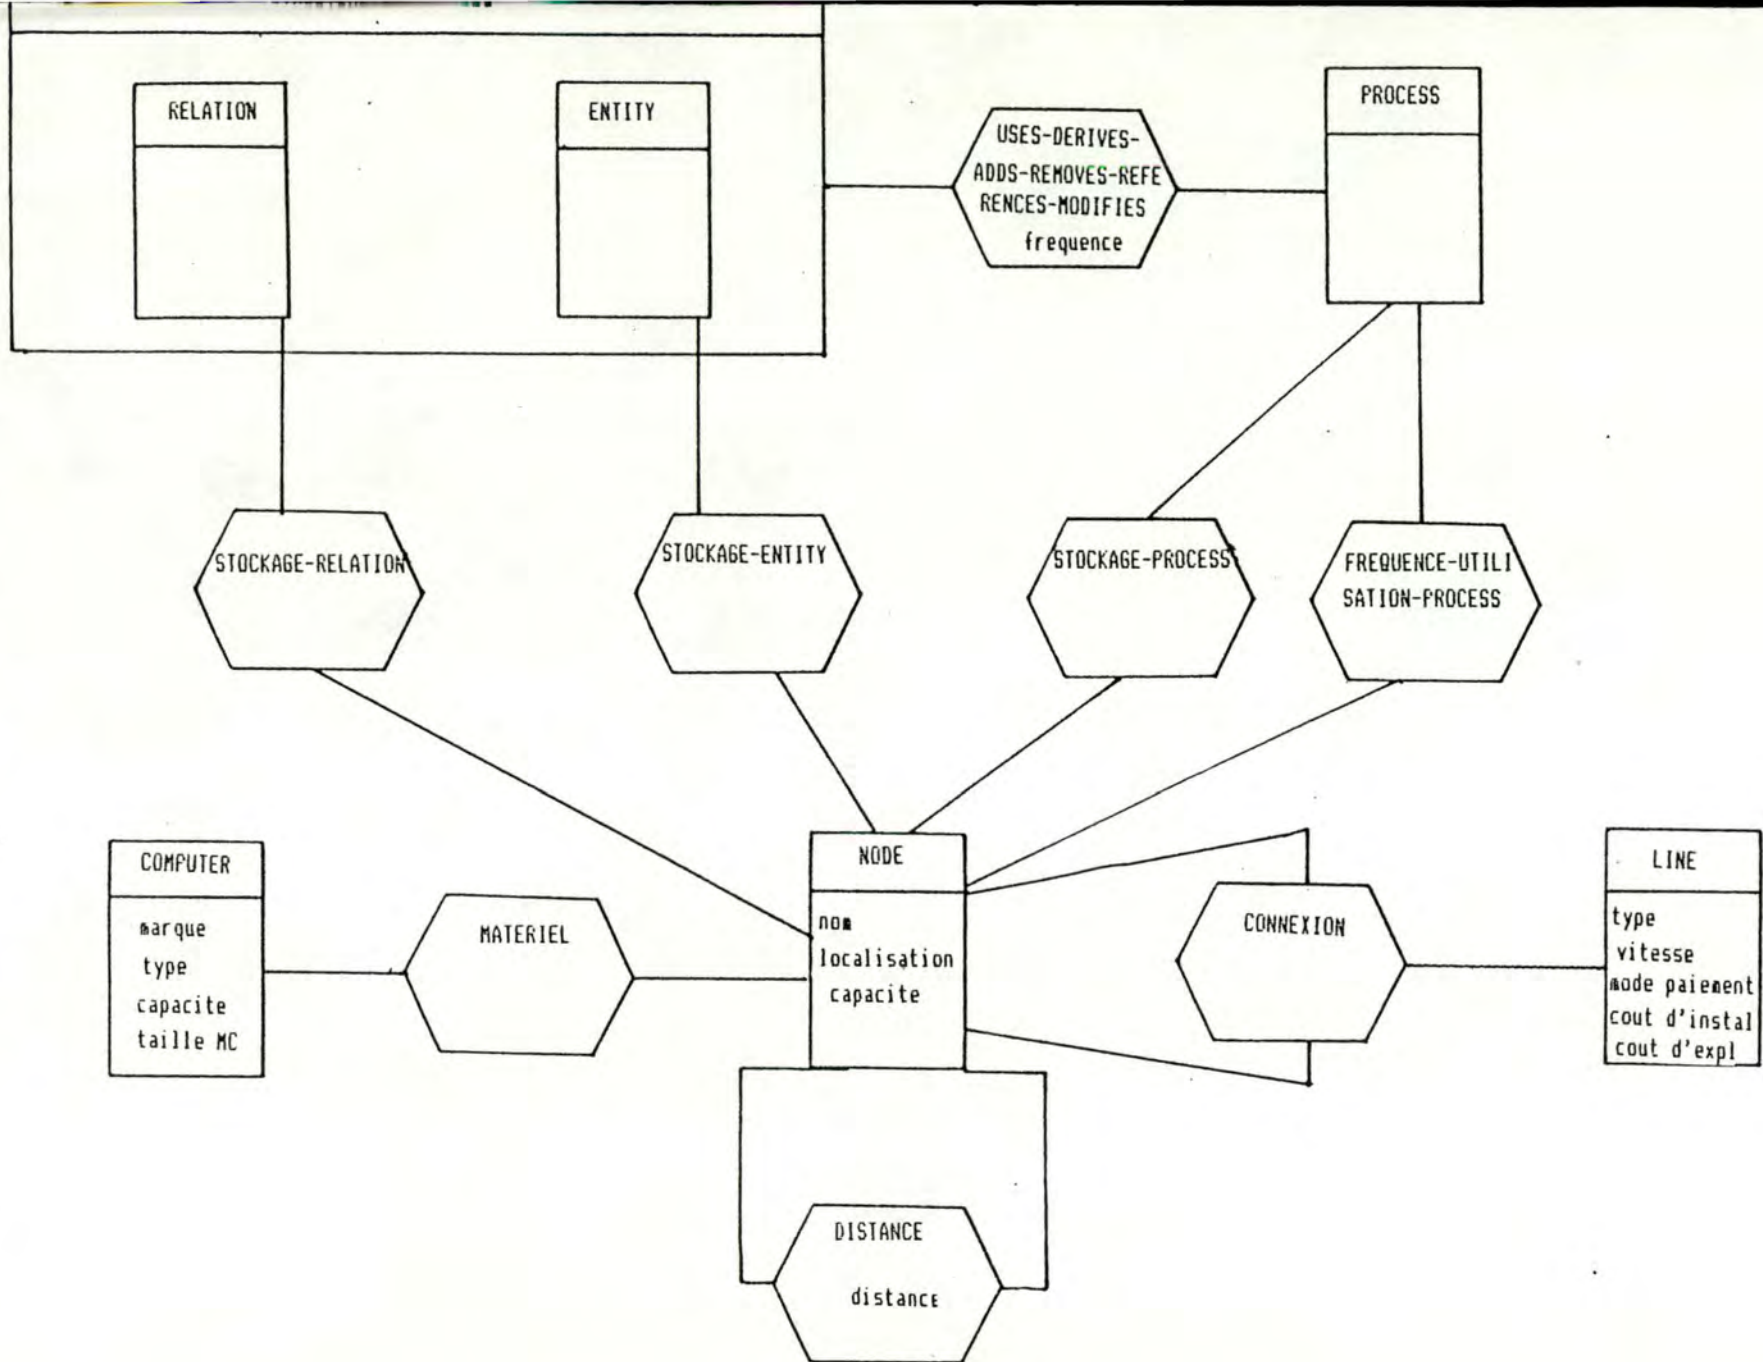 RELATION
ENTITY
PROCESS
USES-DERIVES-
ADDS-REMOVES-REFE
RENCES-MODIFIES
frequence
STOCKAGE-RELATION
STOCKAGE-ENTITY
STOCKAGE-PROCESS
FREQUENCE-UTILI
SATION-PROCESS
COMPUTER
marque
type
capacite
taille MC
MATERIEL
NODE
nom
localisation
capacite
CONNEXION
LINE
type
vitesse
mode paiement
cout d'instal
cout d'expl
DISTANCE
distance